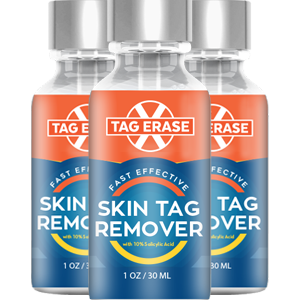 TAG ERASE
FAST EFFECTIVE
SKIN TAG
REMOVER
with 10% Salicylic Acid
1 OZ/ 30 ML